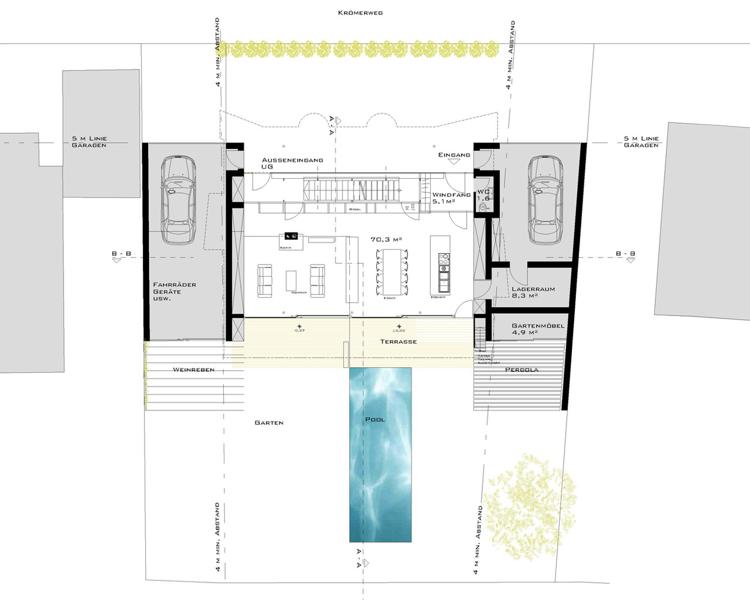 Krömerweg
4 m min. Abstand
4 m min. Abstand
5 m Linie
Garagen
5 m Linie
Garagen
A - A
Ausseneingang
UG
Eingang
Windfang
5,1m²
WC
1,6
70,3 m²
B - B
B - B
Fahrräder
Geräte
usw.
Lagerraum
8,3 m²
Gartenmöbel
4,9 m²
Terrasse
Weinreben
Pergola
Garten
Pool
4 m min. Abstand
4 m min. Abstand
A - A